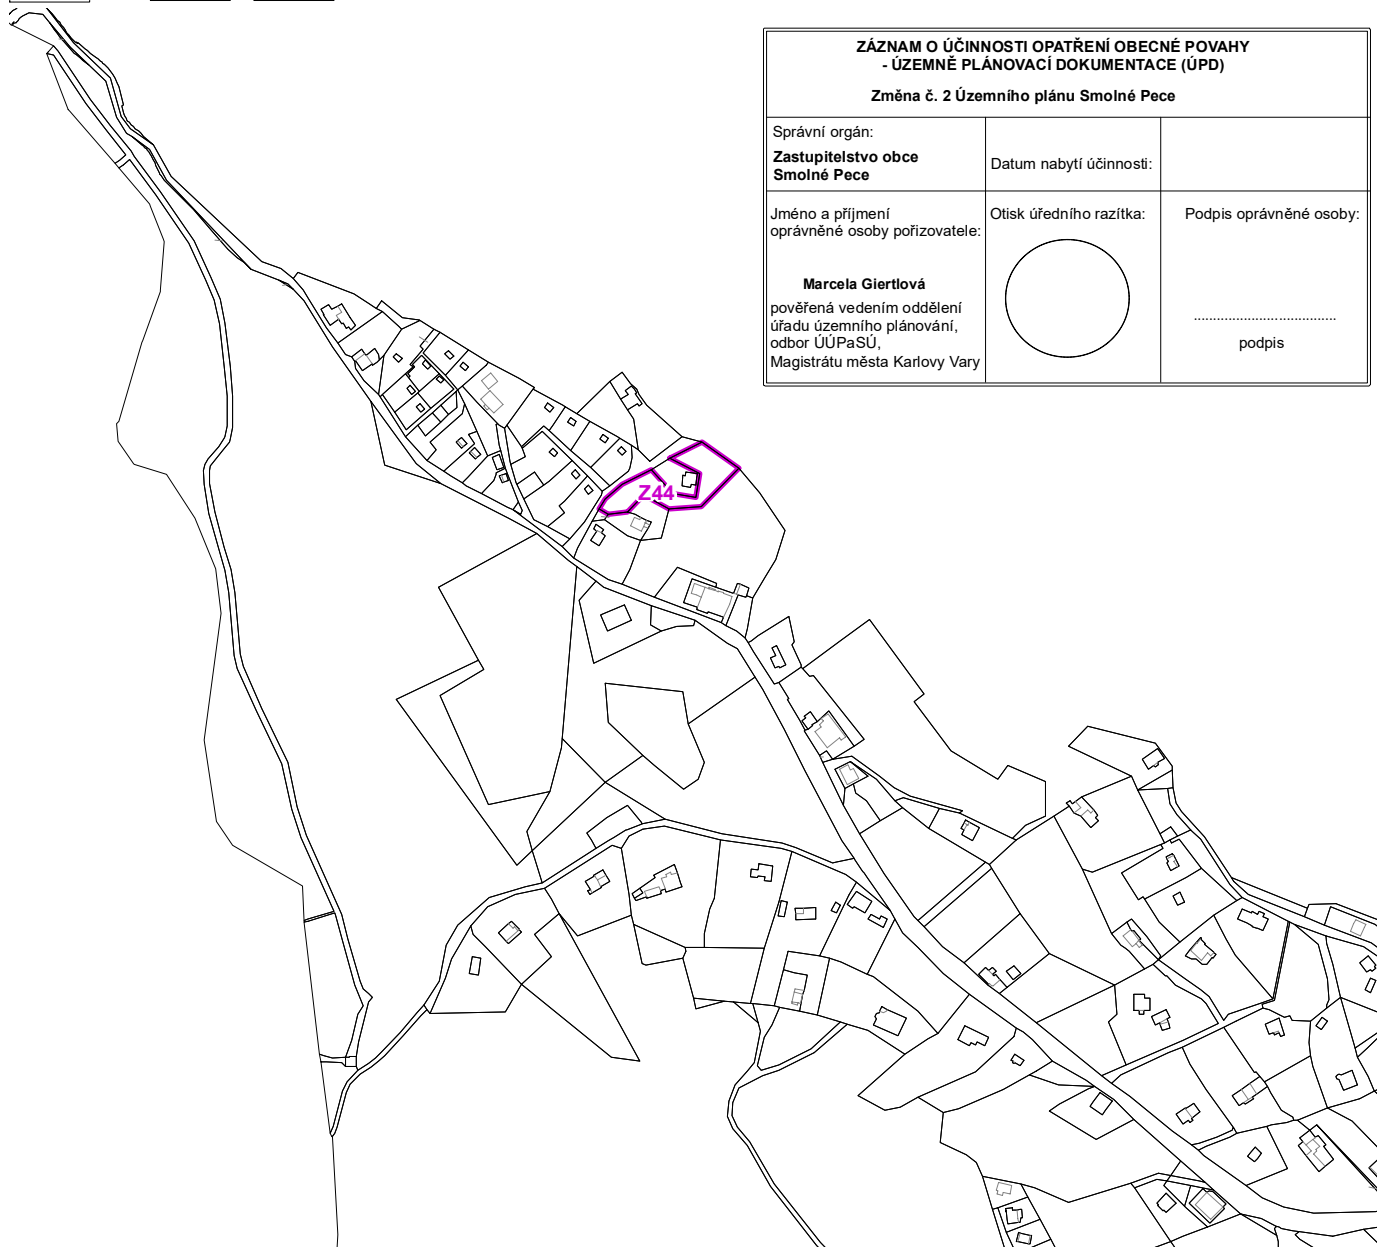 ZÁZNAM O ÚČINNOSTI OPATŘENÍ OBECNÉ POVAHY
- ÚZEMNĚ PLÁNOVACÍ DOKUMENTACE (ÚPD)
Změna č. 2 Územního plánu Smolné Pece
Správní orgán:
Zastupitelstvo obce
Smolné Pece
Datum nabytí účinnosti:
Jméno a příjmení
oprávněné osoby pořizovatele:
Marcela Giertlová
pověřená vedením oddělení
úřadu územního plánování,
odbor ÚÚPaSÚ,
Magistrátu města Karlovy Vary
Otisk úředního razítka:
Podpis oprávněné osoby:
...................................
podpis
Z44